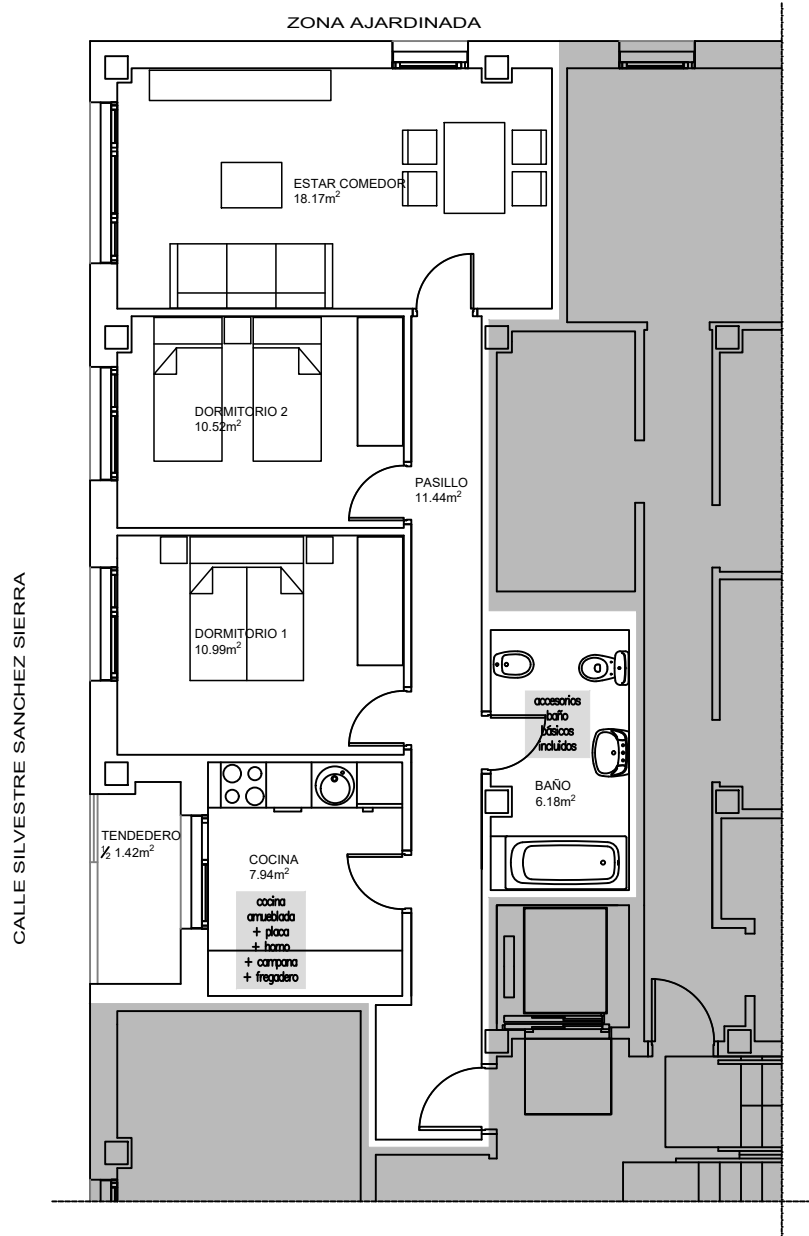 ZONA AJARDINADA
ESTAR COMEDOR
18.17m²
DORMITORIO 2
10.52m²
PASILLO
11.44m²
CALLE SILVESTRE SANCHEZ SIERRA
DORMITORIO 1
10.99m²
accesorios
baño
básicos
incluidos
BAÑO
6.18m²
TENDEDERO
½ 1.42m²
COCINA
7.94m²
cocina
amueblada
+ placa
+ horno
+ campana
+ fregadero